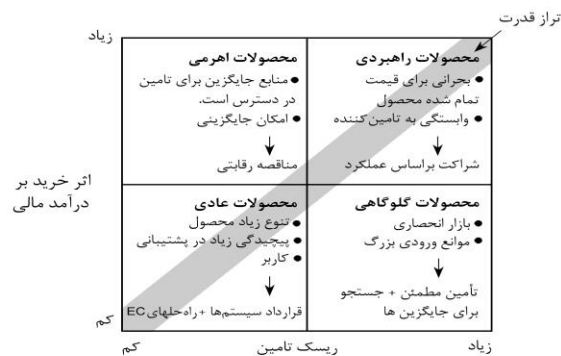 تراز قدرت
زیاد
محصولات راهبردی
● بحرانی برای قیمت
تمام شده محصول
● وابستگی به تامین‌کننده
شراکت براساس عملکرد
محصولات اهرمی
● منابع جایگزین برای تامین
در دسترس است.
● امکان جایگزینی
مناقصه رقابتی
اثر خرید بر
درآمد مالی
محصولات گلوگاهی
● بازار انحصاری
● موانع ورودی بزرگ
تأمین مطمئن + جستجو
برای جایگزین ها
محصولات عادی
● تنوع زیاد محصول
● پیچیدگی زیاد در پشتیبانی
● کاربر
قرارداد سیستم‌ها + راه‌حلهای EC
کم
زیاد
ریسک تامین
کم